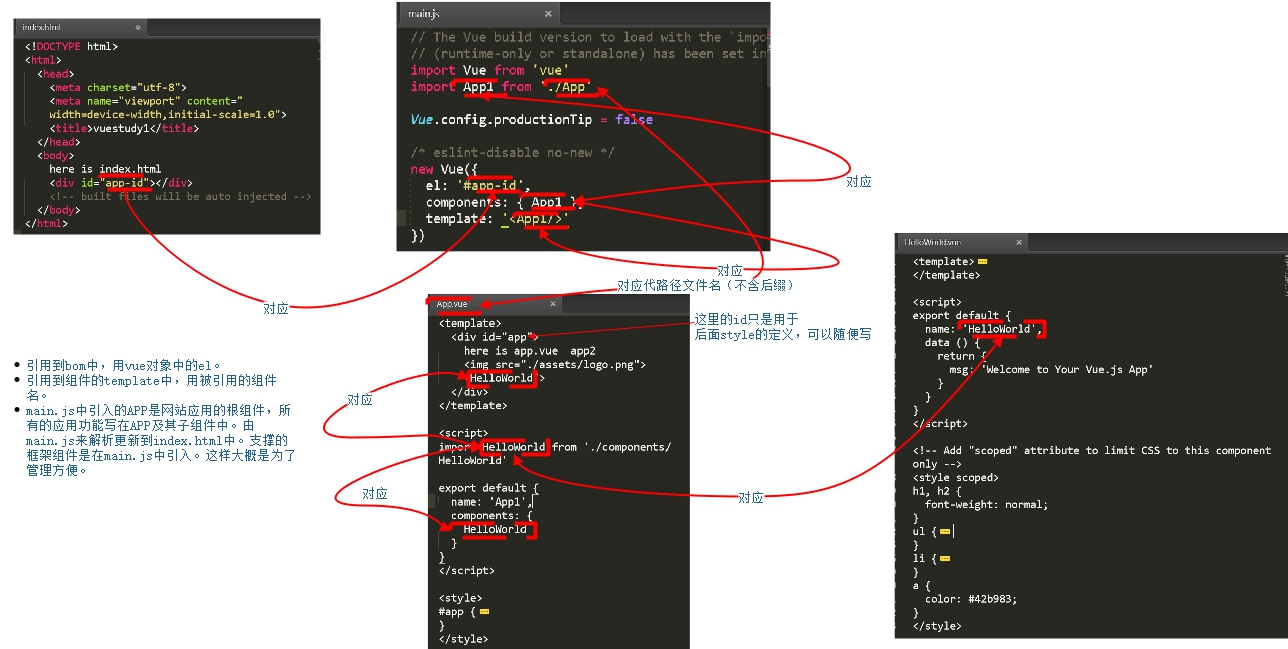 index.html
<!DOCTYPE html>
<html>
<head>
<meta charset="utf-8">
<meta name="viewport" content="
width=device-width,initial-scale=1.0">
<title>vuestudy1</title>
</head>
<body>
here is index.html
<div id="app-id"></div>
<!-- built files will be auto injected -->
</body>
</html>
main.js
// The Vue build version to load with the `impo
// (runtime-only or standalone) has been set in
import Vue from 'vue'
import App1 from './App'
Vue.config.productionTip = false
/* eslint-disable no-new */
new Vue({
el: '#app-id',
components: { App1 },
template: '<App1/>'
})
对应
对应
对应
对应代路径文件名（不含后缀）
App.vue
<template>
<div id="app">
here is app.vue app2
<img src="./assets/logo.png">
HelloWorld >
</div>
</template>
<script>
import HelloWorld from './components/
HelloWorld'
export default {
name: 'App1',
components: {
HelloWorld
}
}
</script>
<style>
#app {
}
</style>
这里的id只是用于
后面style的定义，可以随便写
对应
对应
对应
• 引用到bom中，用vue对象中的el。
• 引用到组件的template中，用被引用的组件
名。
• main.js中引入的APP是网站应用的根组件，所
有的应用功能写在APP及其子组件中。由
main.js来解析更新到index.html中。支撑的
框架组件是在main.js中引入。这样大概是为了
管理方便。
HelloWorld.vue
<template>
</template>
<script>
export default {
name: 'HelloWorld',
data () {
return {
msg: 'Welcome to Your Vue.js App'
}
}
}
</script>
<!-- Add "scoped" attribute to limit CSS to this component
only -->
<style scoped>
h1, h2 {
font-weight: normal;
}
ul {
}
li {
}
a {
color: #42b983;
}
</style>